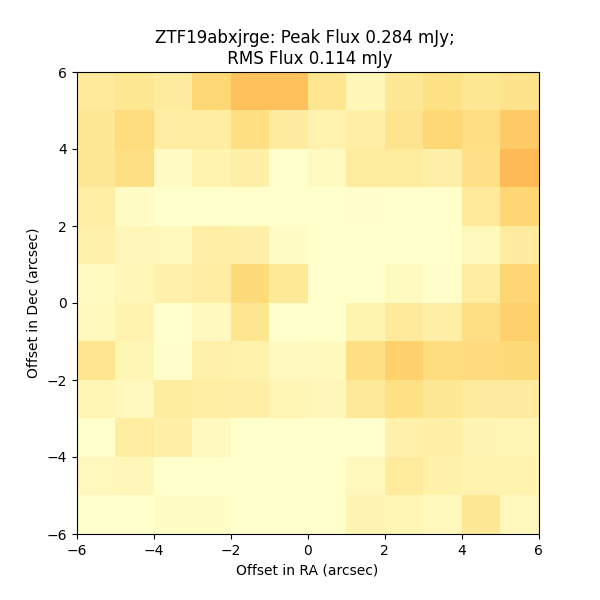 ZTF19abxjrge: Peak Flux 0.284 mJy;
RMS Flux 0.114 mJy
6
4
2
0
−2
−4
−6
Offset in Dec (arcsec)
−6 −4 −2 0 2 4 6
Offset in RA (arcsec)